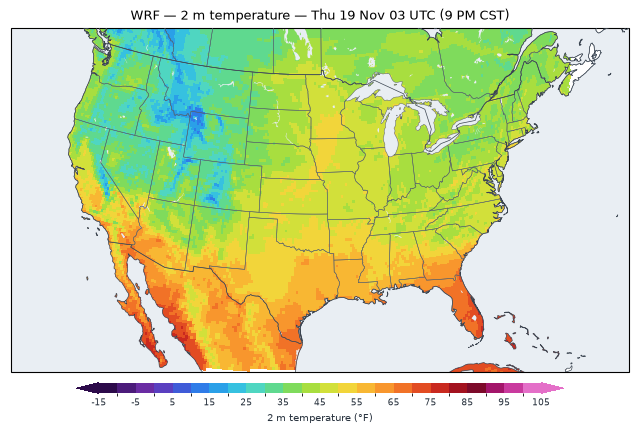 WRF — 2 m temperature — Thu 19 Nov 03 UTC (9 PM CST)
-15 -5 5 15 25 35 45 55 65 75 85 95 105
2 m temperature (°F)